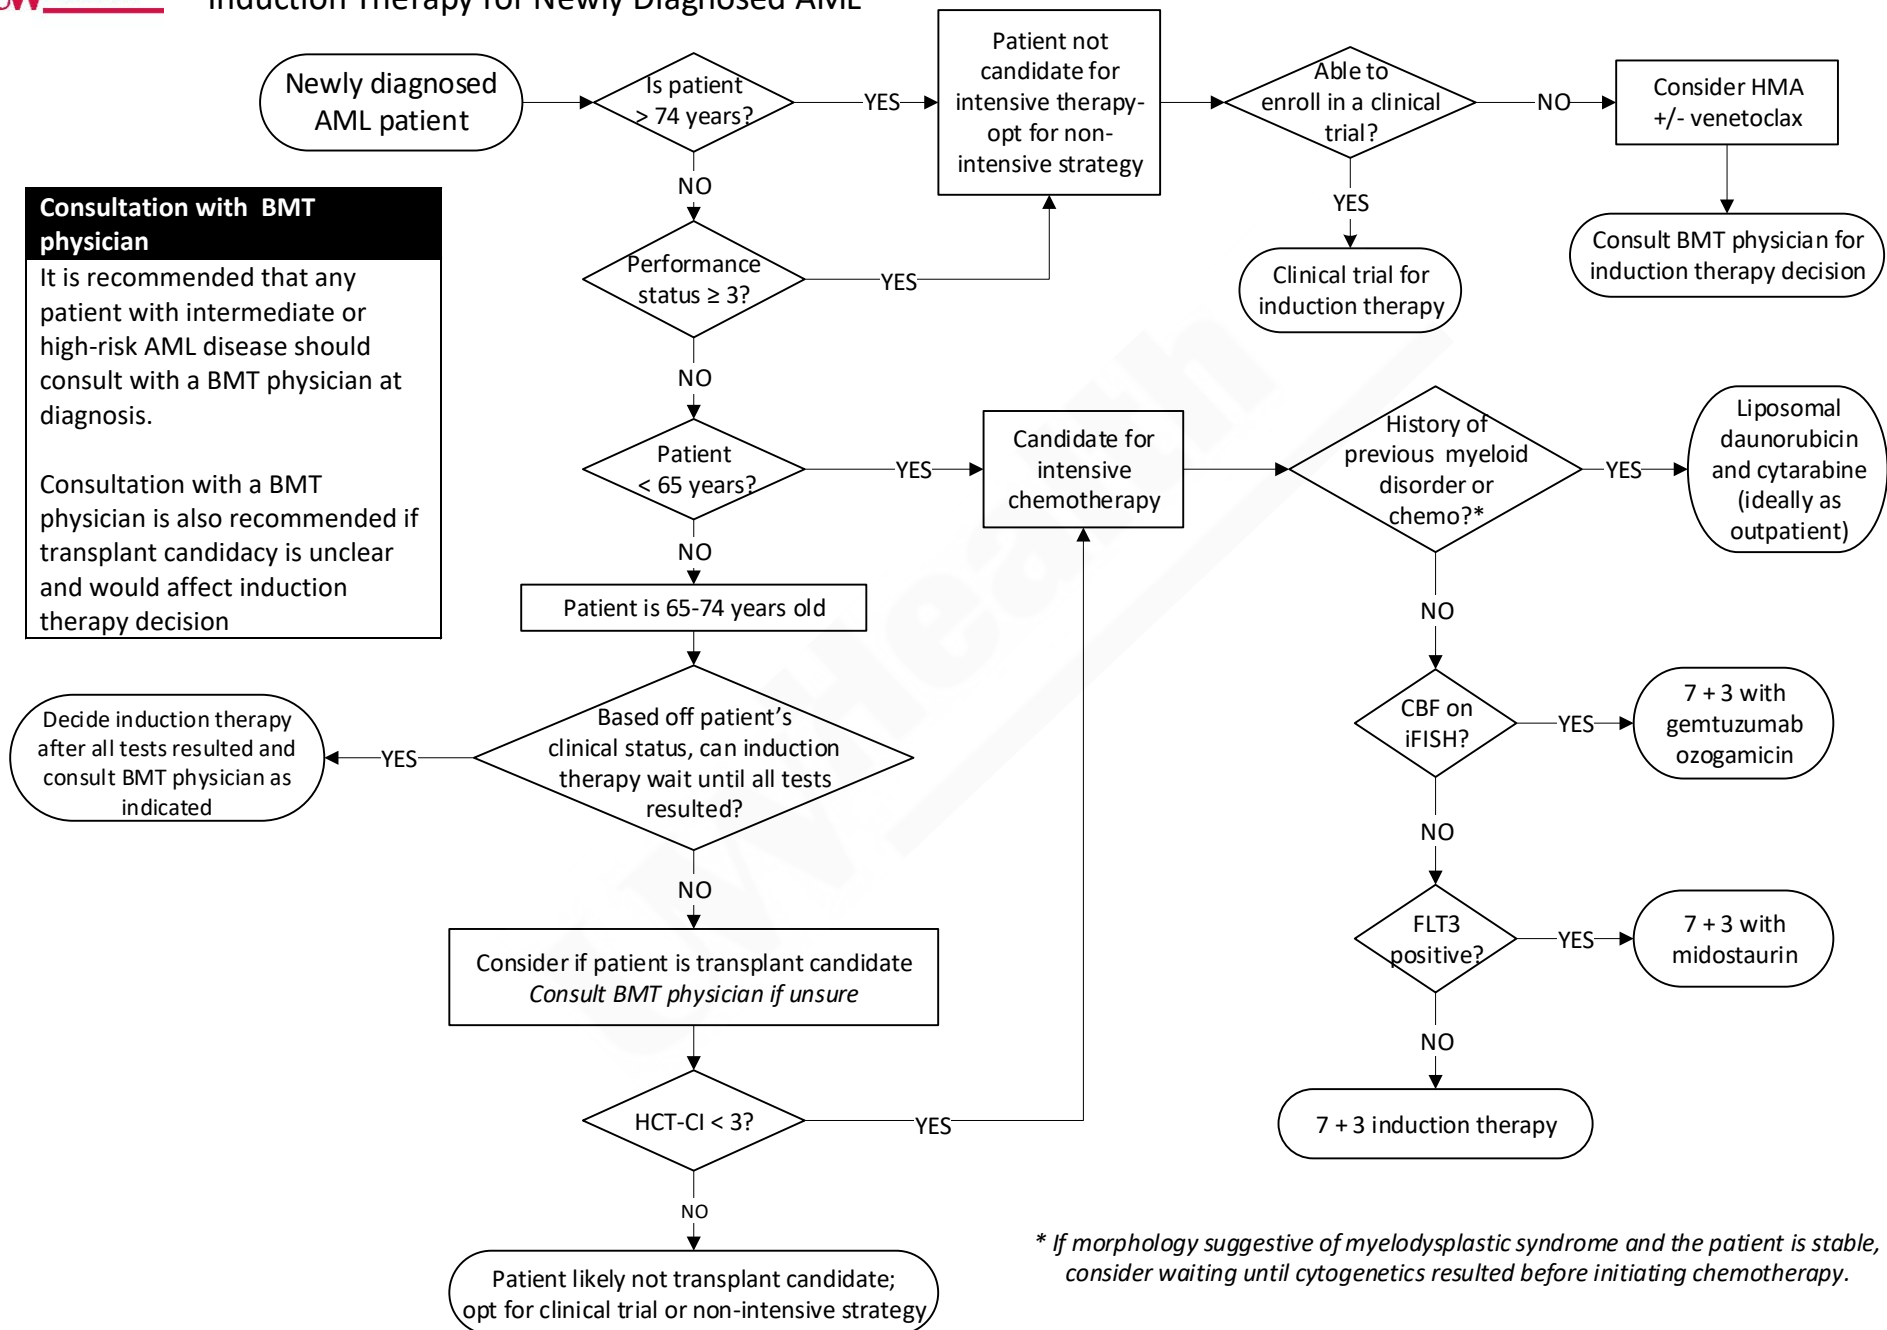 Induction Therapy for Newly Diagnosed AML
Newly diagnosed
AML patient
Is patient
> 74 years?
YES
Patient not
candidate for
intensive therapy-
opt for non-
intensive strategy
Able to
enroll in a clinical
trial?
NO
Consider HMA
+/- venetoclax
NO
YES
Consultation with BMT
physician
It is recommended that any
patient with intermediate or
high-risk AML disease should
consult with a BMT physician at
diagnosis.
Consultation with a BMT
physician is also recommended if
transplant candidacy is unclear
and would affect induction
therapy decision
Performance
status ≥ 3?
YES
Clinical trial for
induction therapy
Consult BMT physician for
induction therapy decision
NO
Patient
< 65 years?
YES
Candidate for
intensive
chemotherapy
History of
previous myeloid
disorder or
chemo?*
YES
Liposomal
daunorubicin
and cytarabine
(ideally as
outpatient)
NO
Patient is 65-74 years old
NO
Decide induction therapy
after all tests resulted and
consult BMT physician as
indicated
YES
Based off patient’s
clinical status, can induction
therapy wait until all tests
resulted?
CBF on
iFISH?
YES
7 + 3 with
gemtuzumab
ozogamicin
NO
NO
Consider if patient is transplant candidate
Consult BMT physician if unsure
FLT3
positive?
YES
7 + 3 with
midostaurin
NO
HCT-CI < 3?
YES
7 + 3 induction therapy
NO
Patient likely not transplant candidate;
opt for clinical trial or non-intensive strategy
* If morphology suggestive of myelodysplastic syndrome and the patient is stable,
consider waiting until cytogenetics resulted before initiating chemotherapy.
UWHealth